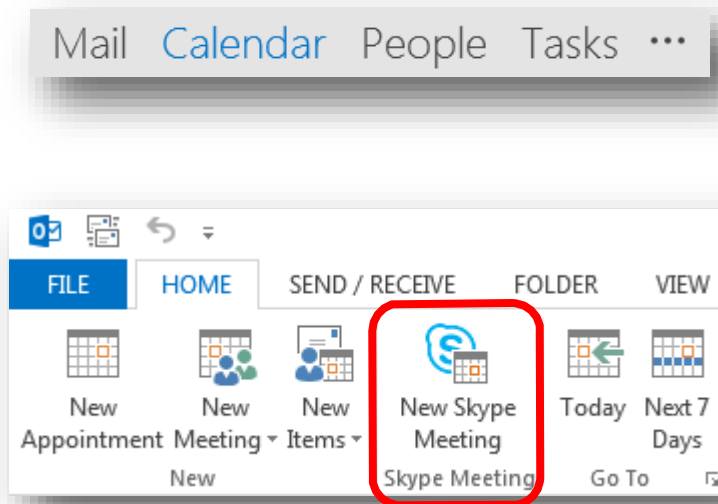 Mail Calendar People Tasks ...
FILE HOME SEND / RECEIVE FOLDER VIEW
New New New New Skype Today Next 7
Appointment Meeting Items Meeting Days
New Skype Meeting Go To